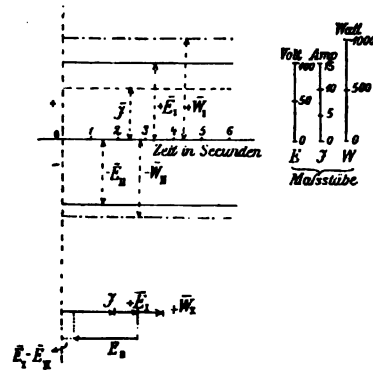 Watt
1000
Volt Amp
100 15
10 500
50
5
0 0 0
E J W
Masstäbe
+
J̄ +Ē_I +W̄_I
0 1 2 3 4 5 6
Zeit in Secunden
−
-Ē_II -W̄_II
J +Ē_I +W̄_I
E_II
Ē_I-Ē_II